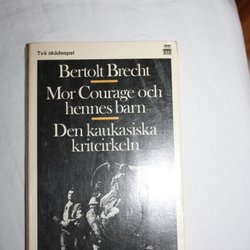 Två skådespel
Bertolt Brecht
Mor Courage och
hennes barn
Den kaukasiska
kritcirkeln